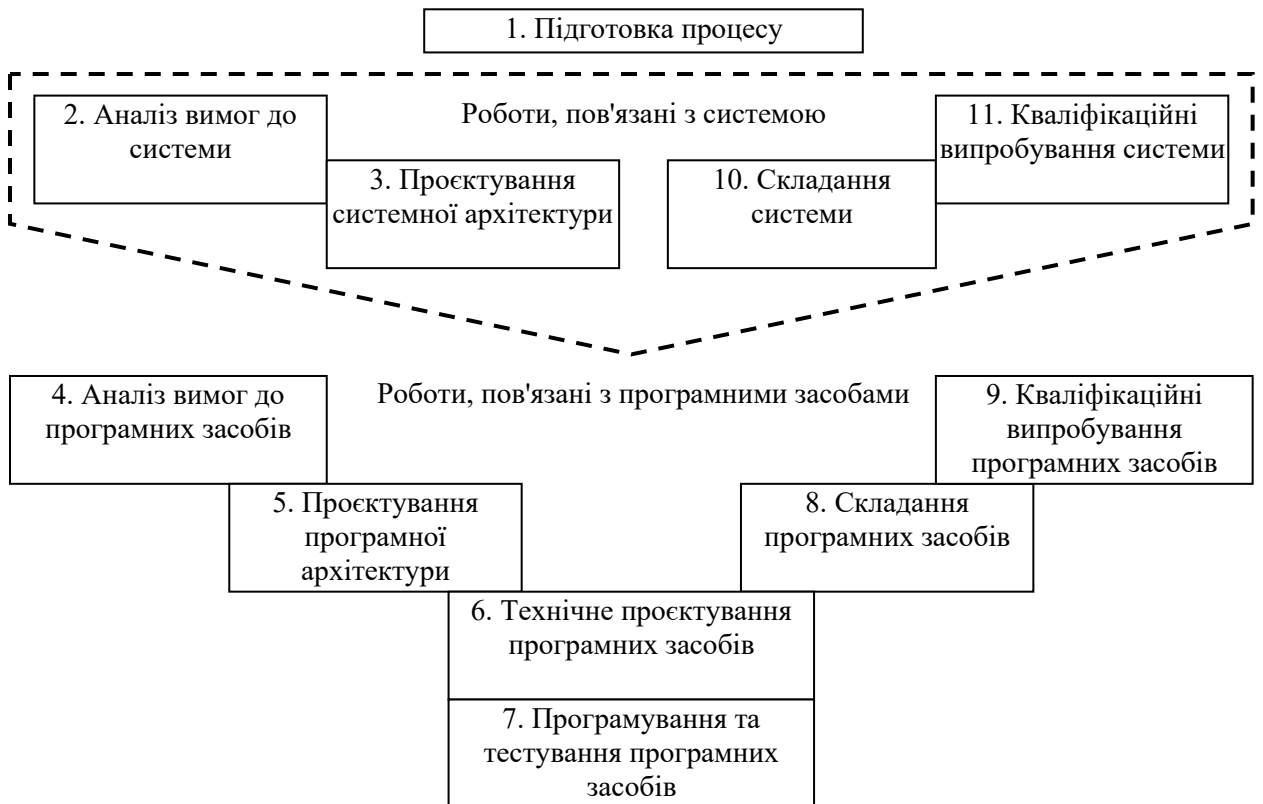 1. Підготовка процесу
2. Аналіз вимог до
системи
Роботи, пов'язані з системою
11. Кваліфікаційні
випробування системи
3. Проєктування
системної архітектури
10. Складання
системи
4. Аналіз вимог до
програмних засобів
Роботи, пов'язані з програмними засобами
9. Кваліфікаційні
випробування
програмних засобів
5. Проєктування
програмної
архітектури
8. Складання
програмних засобів
6. Технічне проєктування
програмних засобів
7. Програмування та
тестування програмних
засобів